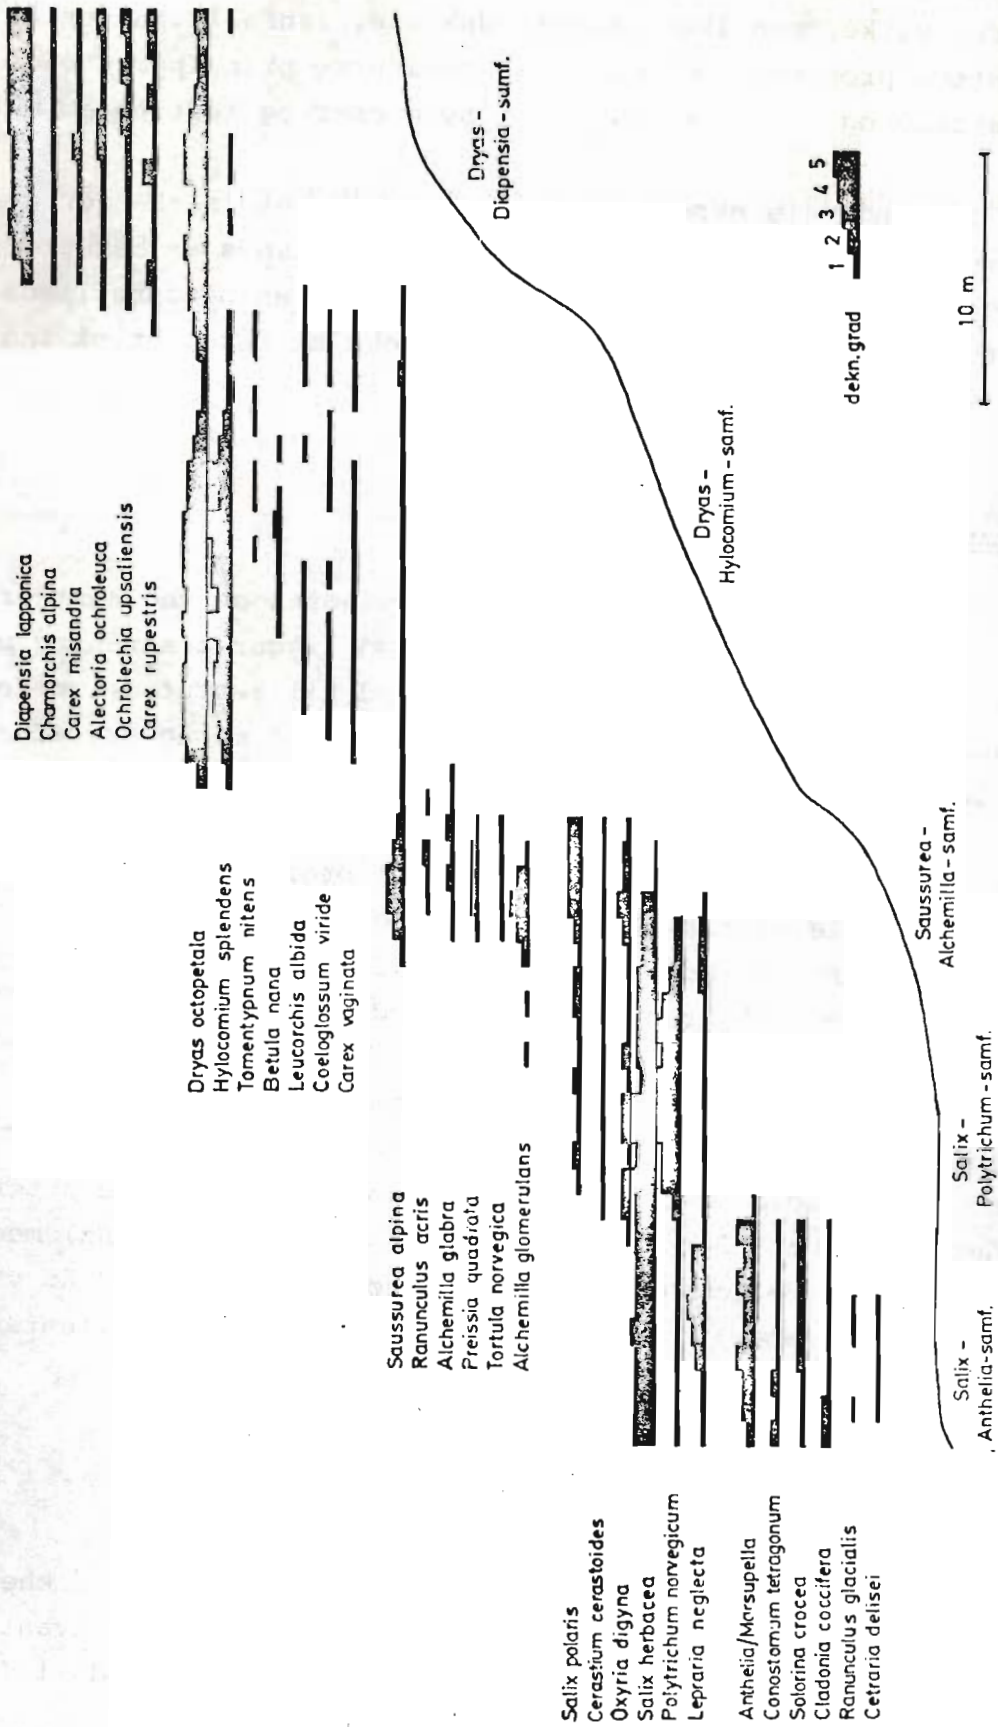 Diapensia lapponica
Chamorchis alpina
Carex misandra
Alectoria ochroleuca
Ochrolechia upsaliensis
Carex rupestris
Dryas octopetala
Hylocomium splendens
Tomentypnum nitens
Betula nana
Leucorchis albida
Coeloglossum viride
Carex vaginata
Saussurea alpina
Ranunculus acris
Alchemilla glabra
Preissia quadrata
Tortula norvegica
Alchemilla glomerulans
Salix polaris
Cerastium cerastoides
Oxyria digyna
Salix herbacea
Polytrichum norvegicum
Lepraria neglecta
Anthelia/Marsupella
Conostomum tetragonum
Solorina crocea
Cladonia coccifera
Ranunculus glacialis
Cetraria delisei
Salix -
Anthelia-samf.
Salix -
Polytrichum-samf.
Saussurea -
Alchemilla-samf.
Dryas -
Hylocomium-samf.
Dryas -
Diapensia-samf.
1 2 3 4 5
dekn.grad
10 m